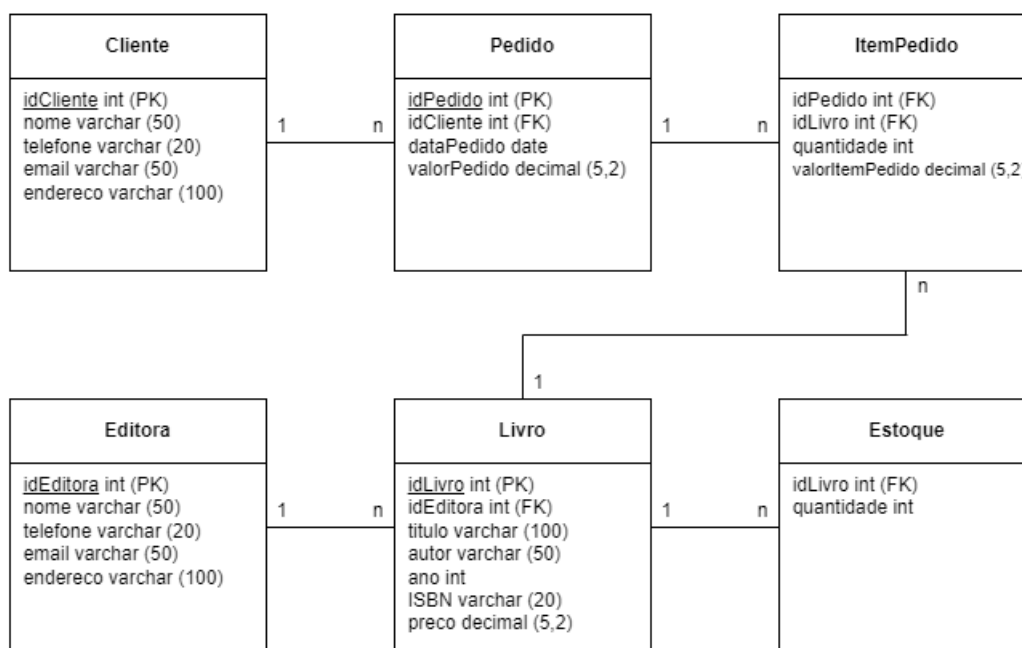 Cliente
idCliente int (PK)
nome varchar (50)
telefone varchar (20)
email varchar (50)
endereco varchar (100)
1
n
Pedido
idPedido int (PK)
idCliente int (FK)
dataPedido date
valorPedido decimal (5,2)
1
n
ItemPedido
idPedido int (FK)
idLivro int (FK)
quantidade int
valorItemPedido decimal (5,2
n
1
Editora
idEditora int (PK)
nome varchar (50)
telefone varchar (20)
email varchar (50)
endereco varchar (100)
1
n
Livro
idLivro int (PK)
idEditora int (FK)
titulo varchar (100)
autor varchar (50)
ano int
ISBN varchar (20)
preco decimal (5,2)
1
n
Estoque
idLivro int (FK)
quantidade int